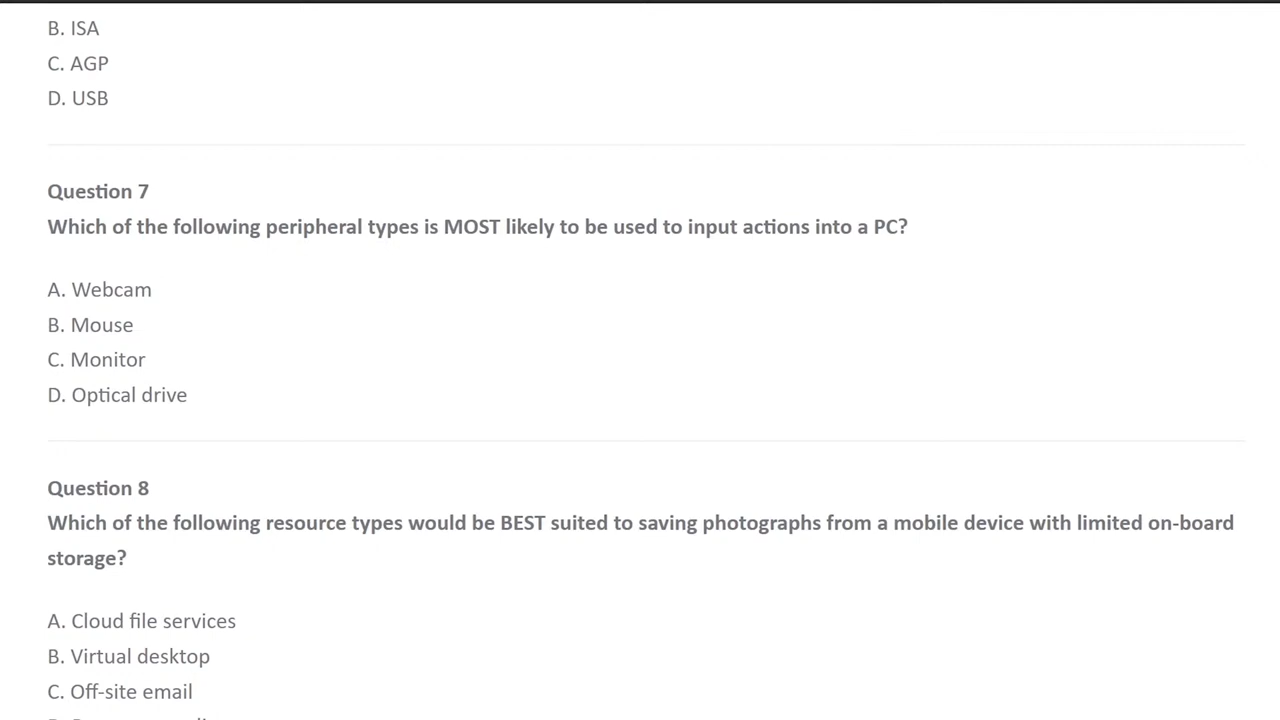 B. ISA
C. AGP
D. USB
Question 7
Which of the following peripheral types is MOST likely to be used to input actions into a PC?
A. Webcam
B. Mouse
C. Monitor
D. Optical drive
Question 8
Which of the following resource types would be BEST suited to saving photographs from a mobile device with limited on-board
storage?
A. Cloud file services
B. Virtual desktop
C. Off-site email